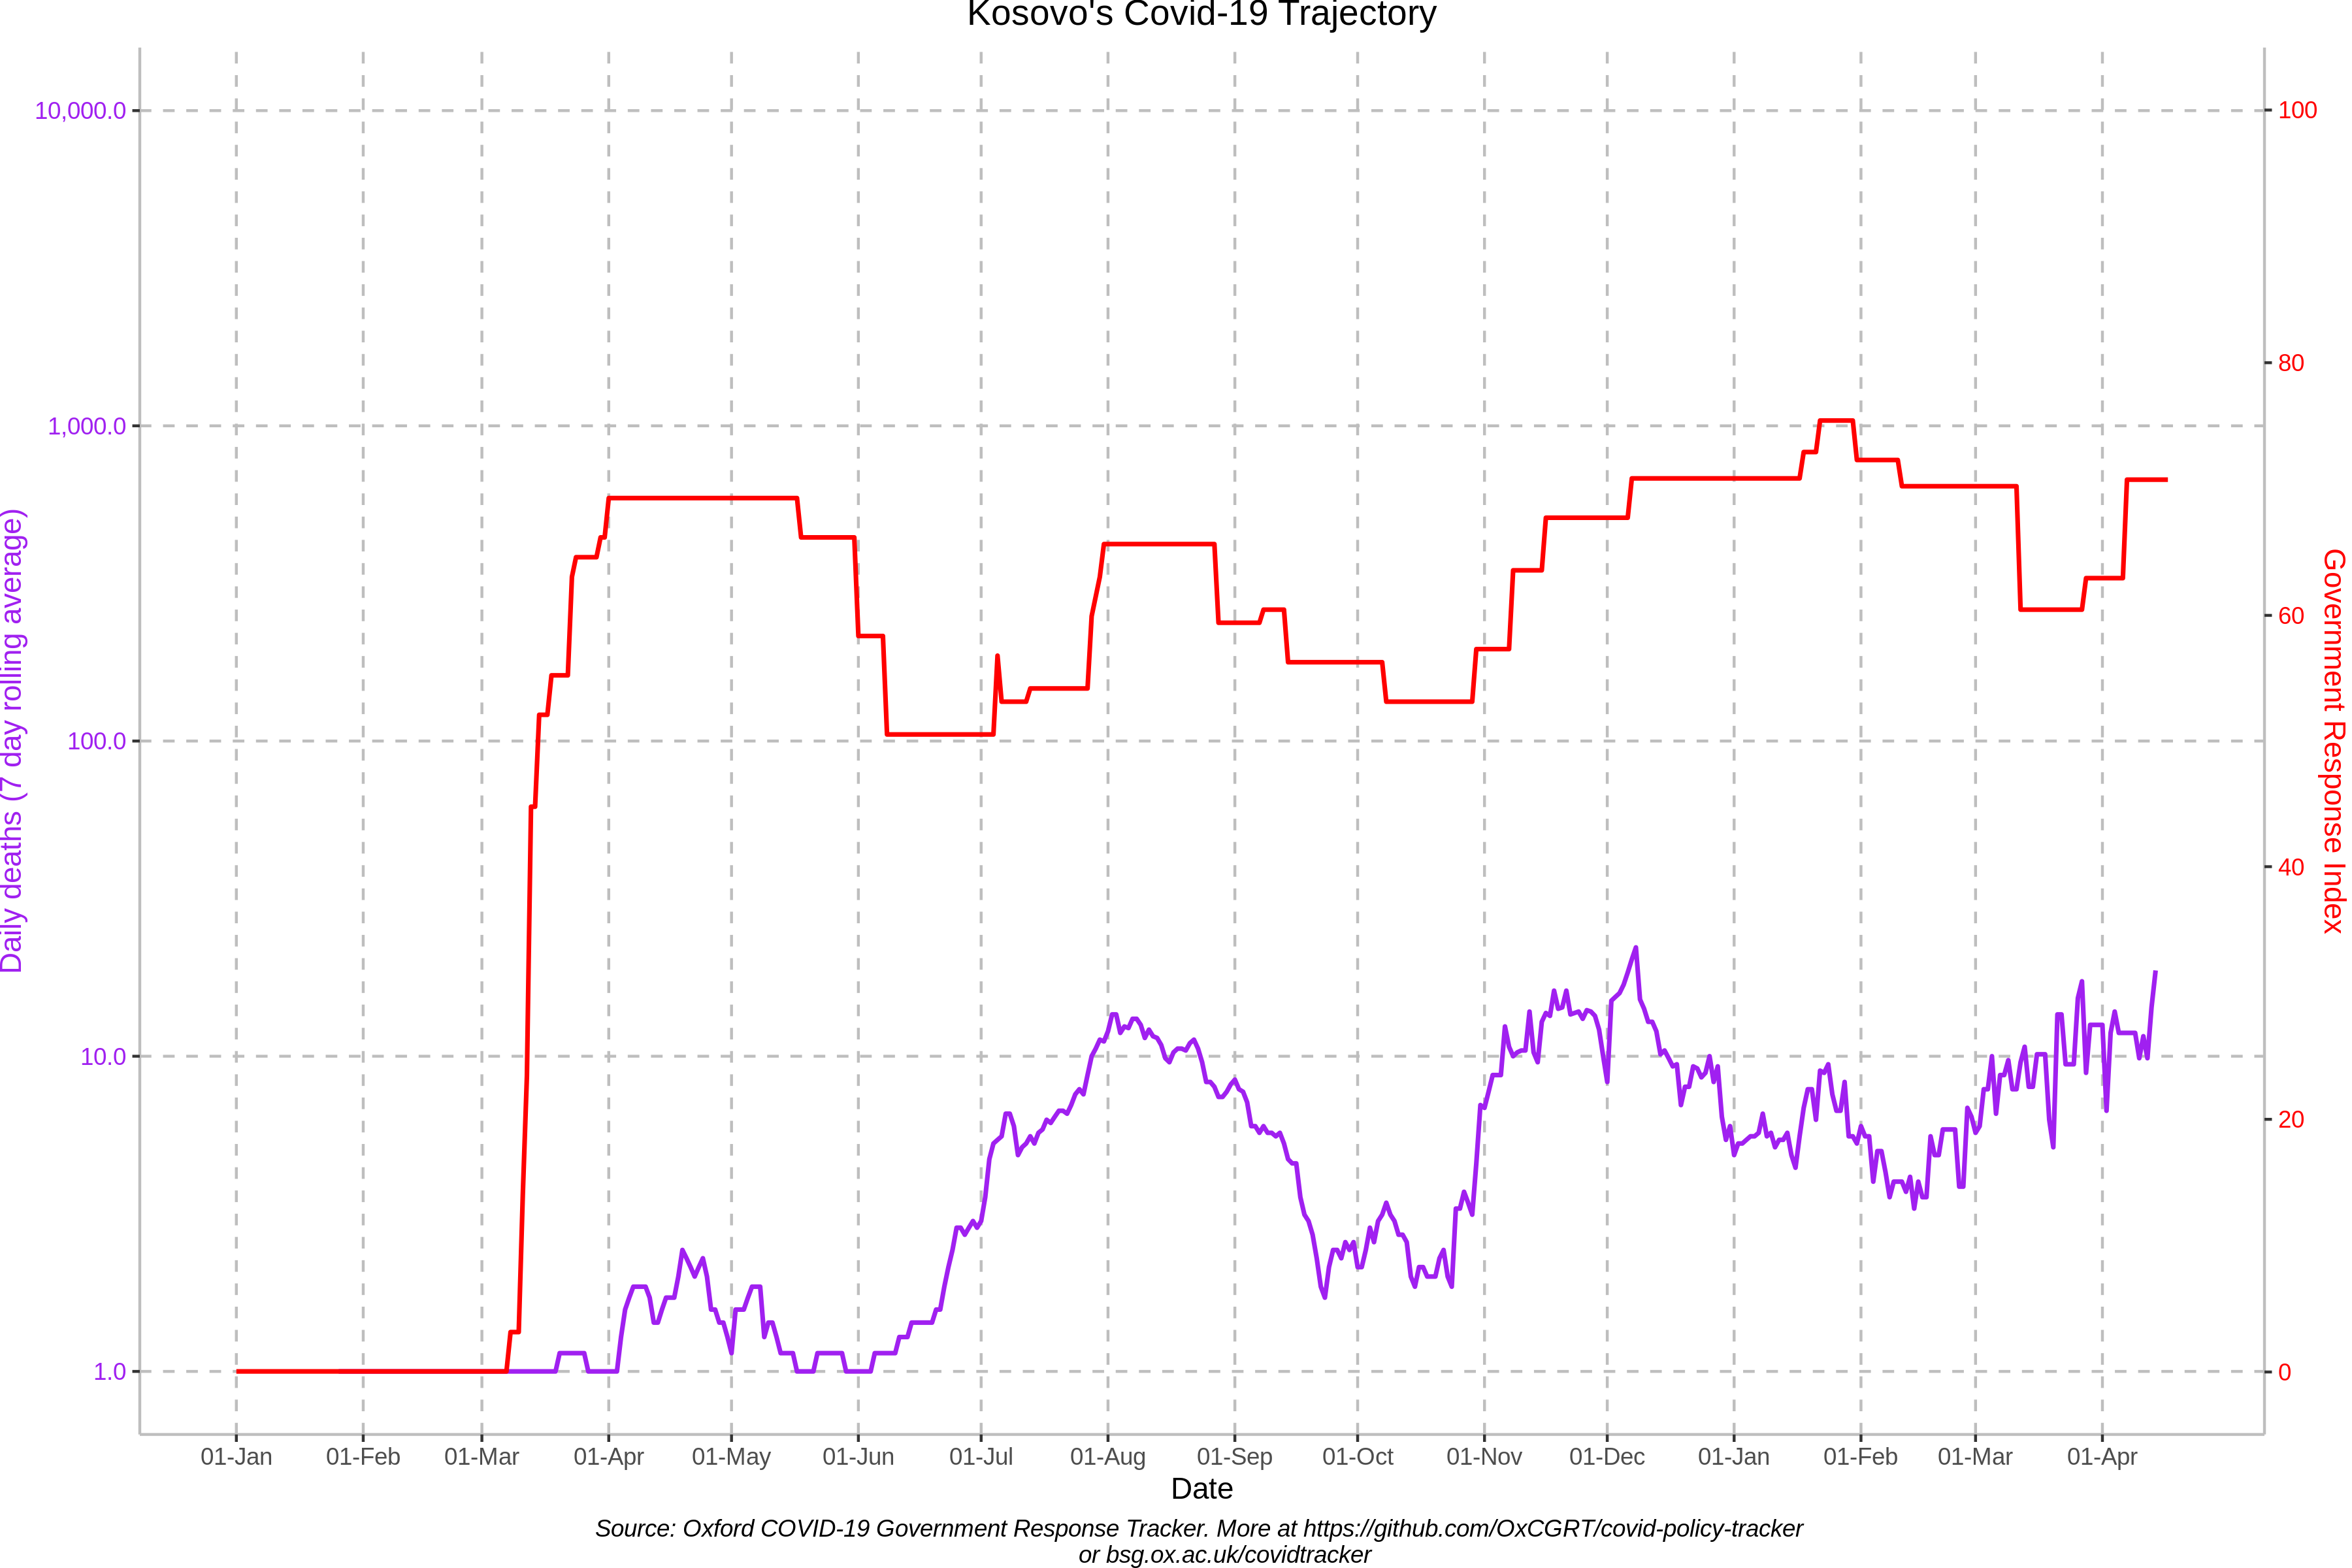 Kosovo's Covid-19 Trajectory
10,000.0
1,000.0
100.0
10.0
1.0
Daily deaths (7 day rolling average)
100
80
60
40
20
0
Government Response Index
01-Jan
01-Feb
01-Mar
01-Apr
01-May
01-Jun
01-Jul
01-Aug
01-Sep
01-Oct
01-Nov
01-Dec
01-Jan
01-Feb
01-Mar
01-Apr
Date
Source: Oxford COVID-19 Government Response Tracker. More at https://github.com/OxCGRT/covid-policy-tracker
or bsg.ox.ac.uk/covidtracker